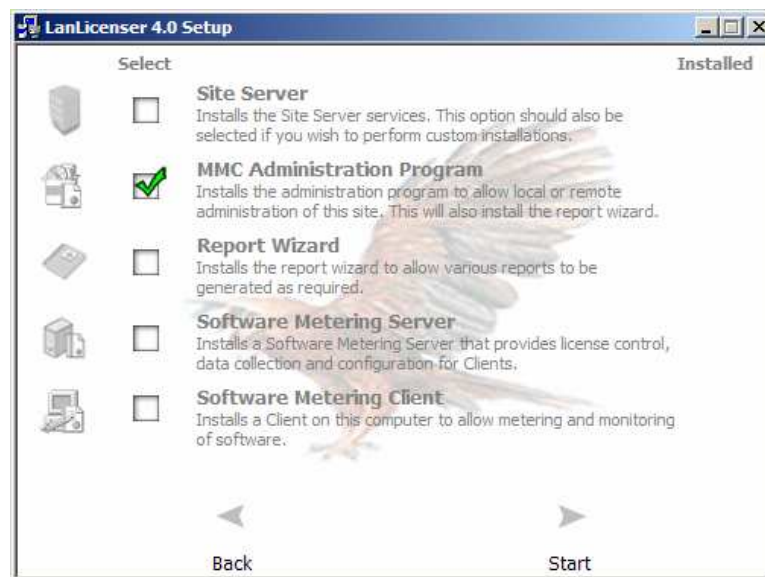 LanLicenser 4.0 Setup
Select
Installed
Site Server
Installs the Site Server services. This option should also be
selected if you wish to perform custom installations.
MMC Administration Program
Installs the administration program to allow local or remote
administration of this site. This will also install the report wizard.
Report Wizard
Installs the report wizard to allow various reports to be
generated as required.
Software Metering Server
Installs a Software Metering Server that provides license control,
data collection and configuration for Clients.
Software Metering Client
Installs a Client on this computer to allow metering and monitoring
of software.
Back
Start